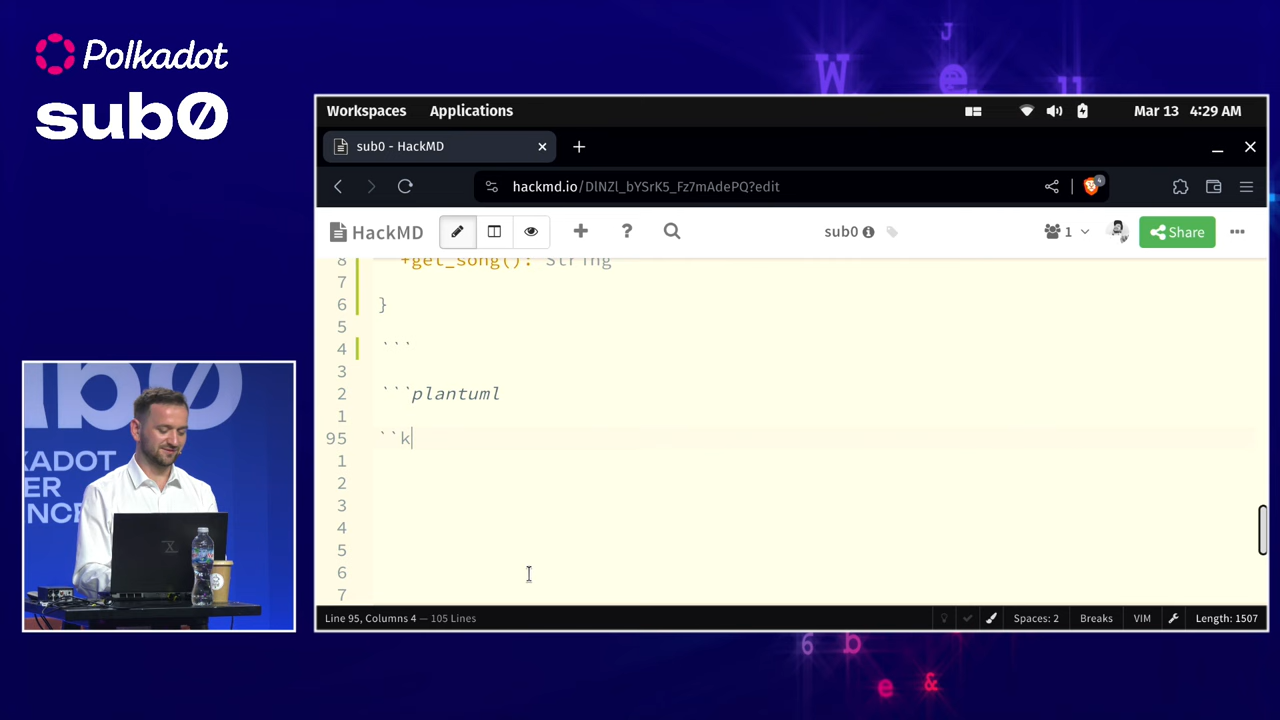 Polkadot
sub0
Workspaces Applications Mar 13 4:29 AM
sub0 - HackMD
hackmd.io/DlNZl_bYSrK5_Fz7mAdePQ?edit
HackMD
sub0
1
Share
8 +get_song(): String
7
6 }
5
4 ```
3
2 ```plantuml
1
95 ``k
1
2
3
4
5
6
7
Line 95, Columns 4 — 105 Lines
Spaces: 2 Breaks VIM Length: 1507
W e J u
6 b e &